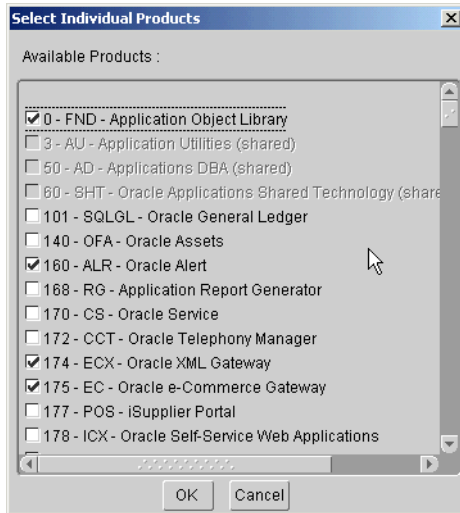 Select Individual Products
Available Products :
0 - FND - Application Object Library
3 - AU - Application Utilities (shared)
50 - AD - Applications DBA (shared)
60 - SHT - Oracle Applications Shared Technology (share
101 - SQLGL - Oracle General Ledger
140 - OFA - Oracle Assets
160 - ALR - Oracle Alert
168 - RG - Application Report Generator
170 - CS - Oracle Service
172 - CCT - Oracle Telephony Manager
174 - ECX - Oracle XML Gateway
175 - EC - Oracle e-Commerce Gateway
177 - POS - iSupplier Portal
178 - ICX - Oracle Self-Service Web Applications
OK Cancel